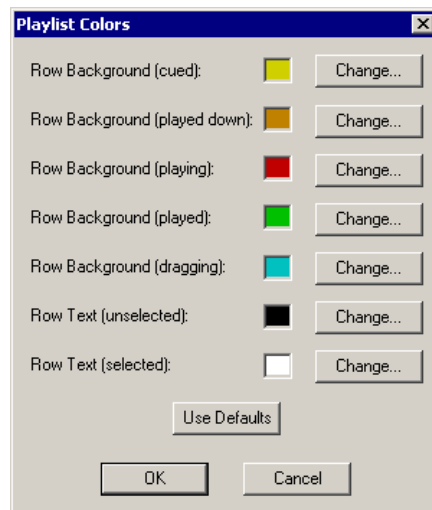 Playlist Colors
Row Background (cued): Change...
Row Background (played down): Change...
Row Background (playing): Change...
Row Background (played): Change...
Row Background (dragging): Change...
Row Text (unselected): Change...
Row Text (selected): Change...
Use Defaults
OK Cancel